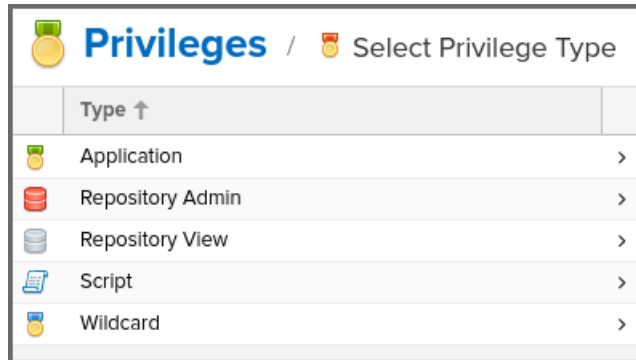 Privileges / Select Privilege Type
Type ↑
Application
Repository Admin
Repository View
Script
Wildcard